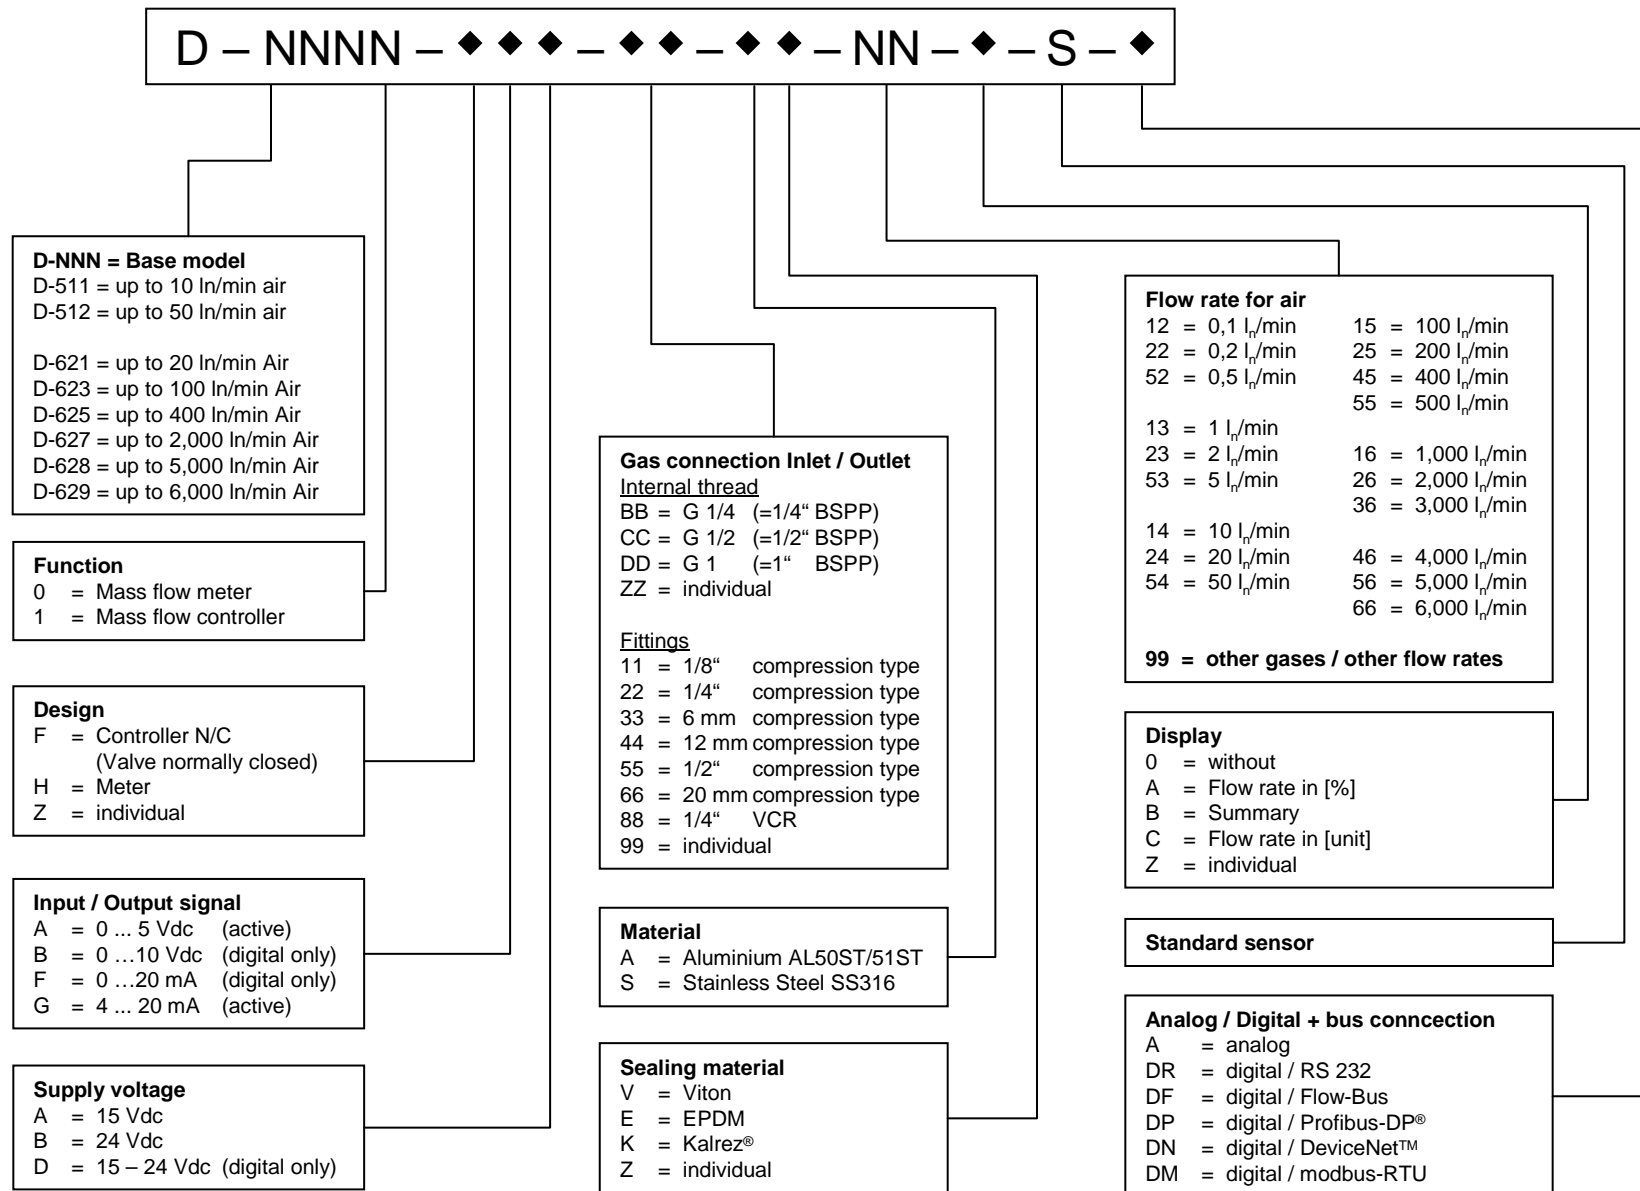 D – NNNN – ◆ ◆ ◆ – ◆ ◆ – ◆ ◆ – NN – ◆ – S – ◆
D-NNN = Base model
D-511 = up to 10 ln/min air
D-512 = up to 50 ln/min air
D-621 = up to 20 ln/min Air
D-623 = up to 100 ln/min Air
D-625 = up to 400 ln/min Air
D-627 = up to 2,000 ln/min Air
D-628 = up to 5,000 ln/min Air
D-629 = up to 6,000 ln/min Air
Function
0 = Mass flow meter
1 = Mass flow controller
Design
F = Controller N/C
(Valve normally closed)
H = Meter
Z = individual
Input / Output signal
A = 0 ... 5 Vdc (active)
B = 0 …10 Vdc (digital only)
F = 0 …20 mA (digital only)
G = 4 ... 20 mA (active)
Supply voltage
A = 15 Vdc
B = 24 Vdc
D = 15 – 24 Vdc (digital only)
Gas connection Inlet / Outlet
Internal thread
BB = G 1/4 (=1/4“ BSPP)
CC = G 1/2 (=1/2“ BSPP)
DD = G 1 (=1“ BSPP)
ZZ = individual
Fittings
11 = 1/8“ compression type
22 = 1/4“ compression type
33 = 6 mm compression type
44 = 12 mm compression type
55 = 1/2“ compression type
66 = 20 mm compression type
88 = 1/4“ VCR
99 = individual
Material
A = Aluminium AL50ST/51ST
S = Stainless Steel SS316
Sealing material
V = Viton
E = EPDM
K = Kalrez®
Z = individual
Flow rate for air
12 = 0,1 ln/min 15 = 100 ln/min
22 = 0,2 ln/min 25 = 200 ln/min
52 = 0,5 ln/min 45 = 400 ln/min
55 = 500 ln/min
13 = 1 ln/min
23 = 2 ln/min 16 = 1,000 ln/min
53 = 5 ln/min 26 = 2,000 ln/min
36 = 3,000 ln/min
14 = 10 ln/min
24 = 20 ln/min 46 = 4,000 ln/min
54 = 50 ln/min 56 = 5,000 ln/min
66 = 6,000 ln/min
99 = other gases / other flow rates
Display
0 = without
A = Flow rate in [%]
B = Summary
C = Flow rate in [unit]
Z = individual
Standard sensor
Analog / Digital + bus conncection
A = analog
DR = digital / RS 232
DF = digital / Flow-Bus
DP = digital / Profibus-DP®
DN = digital / DeviceNet™
DM = digital / modbus-RTU